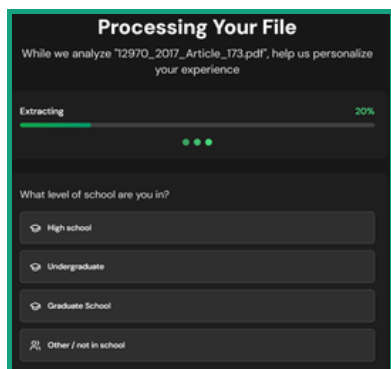 Processing Your File
While we analyze "12970_2017_Article_173.pdf", help us personalize
your experience
Extracting 20%
What level of school are you in?
High school
Undergraduate
Graduate School
Other / not in school